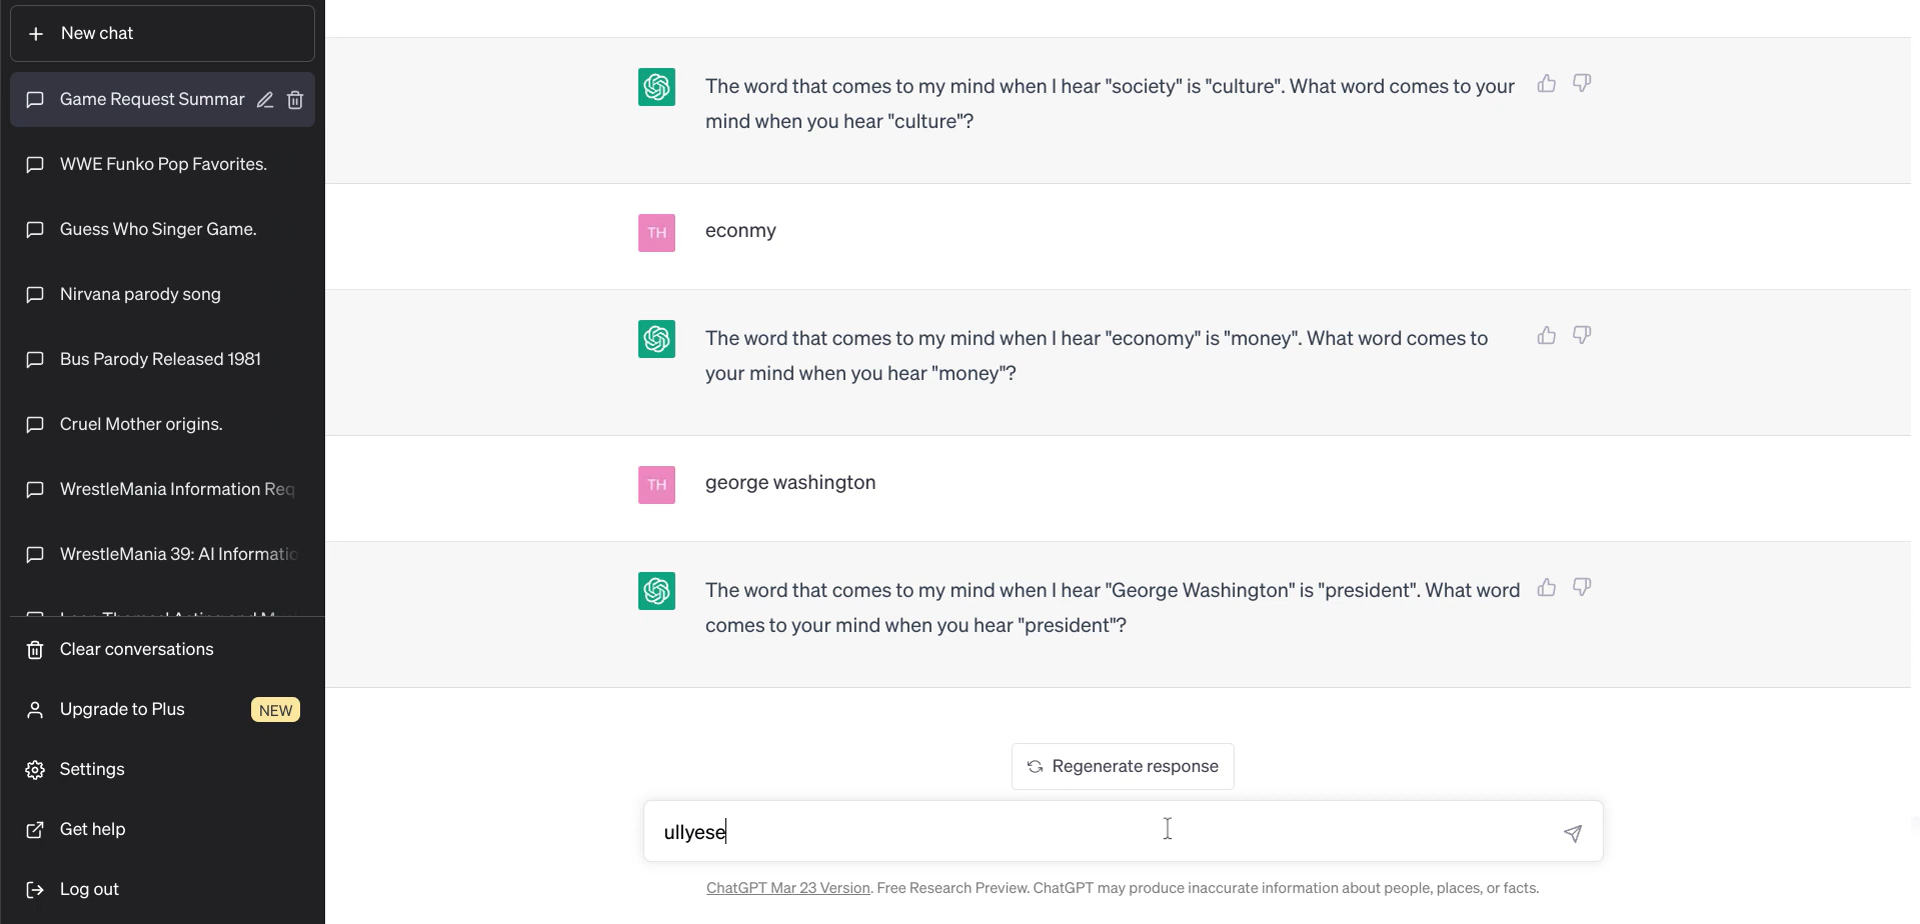 New chat
Game Request Summar
WWE Funko Pop Favorites.
Guess Who Singer Game.
Nirvana parody song
Bus Parody Released 1981
Cruel Mother origins.
WrestleMania Information Req
WrestleMania 39: AI Informatio
Clear conversations
Upgrade to Plus NEW
Settings
Get help
Log out
The word that comes to my mind when I hear "society" is "culture". What word comes to your
mind when you hear "culture"?
TH econmy
The word that comes to my mind when I hear "economy" is "money". What word comes to
your mind when you hear "money"?
TH george washington
The word that comes to my mind when I hear "George Washington" is "president". What word
comes to your mind when you hear "president"?
Regenerate response
ullyese
ChatGPT Mar 23 Version. Free Research Preview. ChatGPT may produce inaccurate information about people, places, or facts.